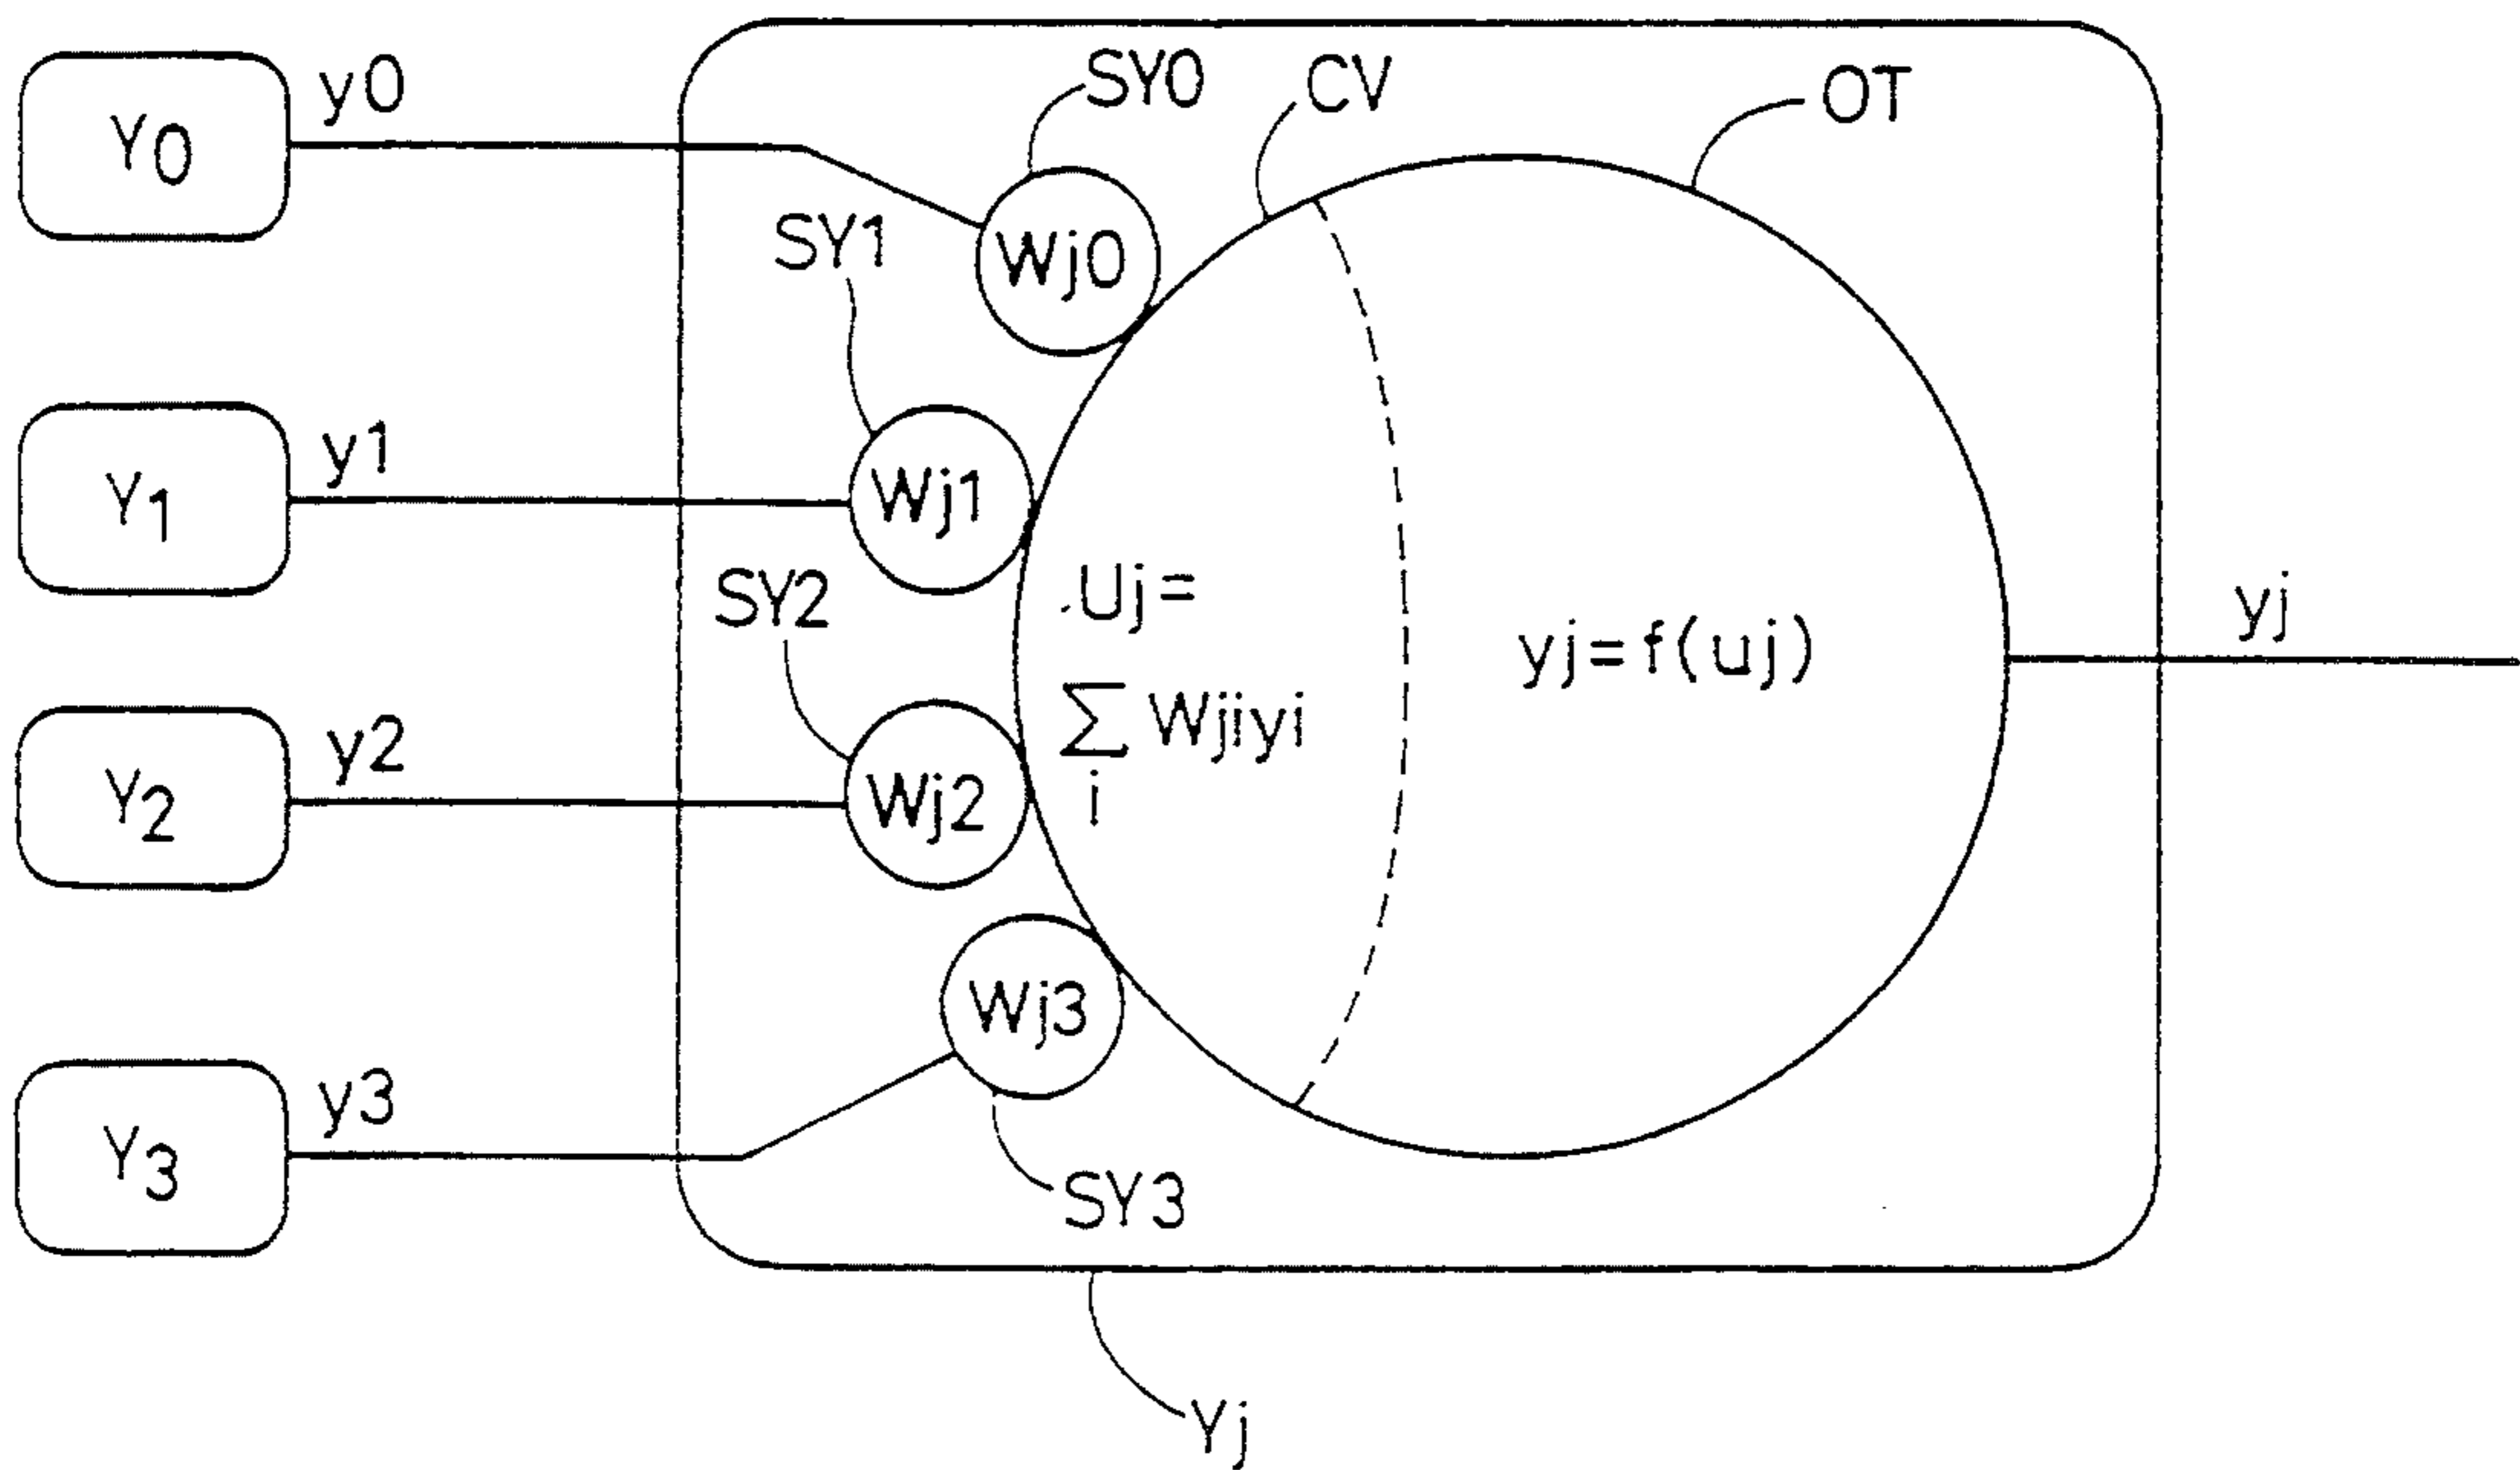 Y0
y0
SY0
CV
OT
Wj0
SY1
Y1
y1
Wj1
SY2
Uj=
∑ Wjiyi
i
yj=f(uj)
yj
Y2
y2
Wj2
Y3
y3
Wj3
SY3
Yj